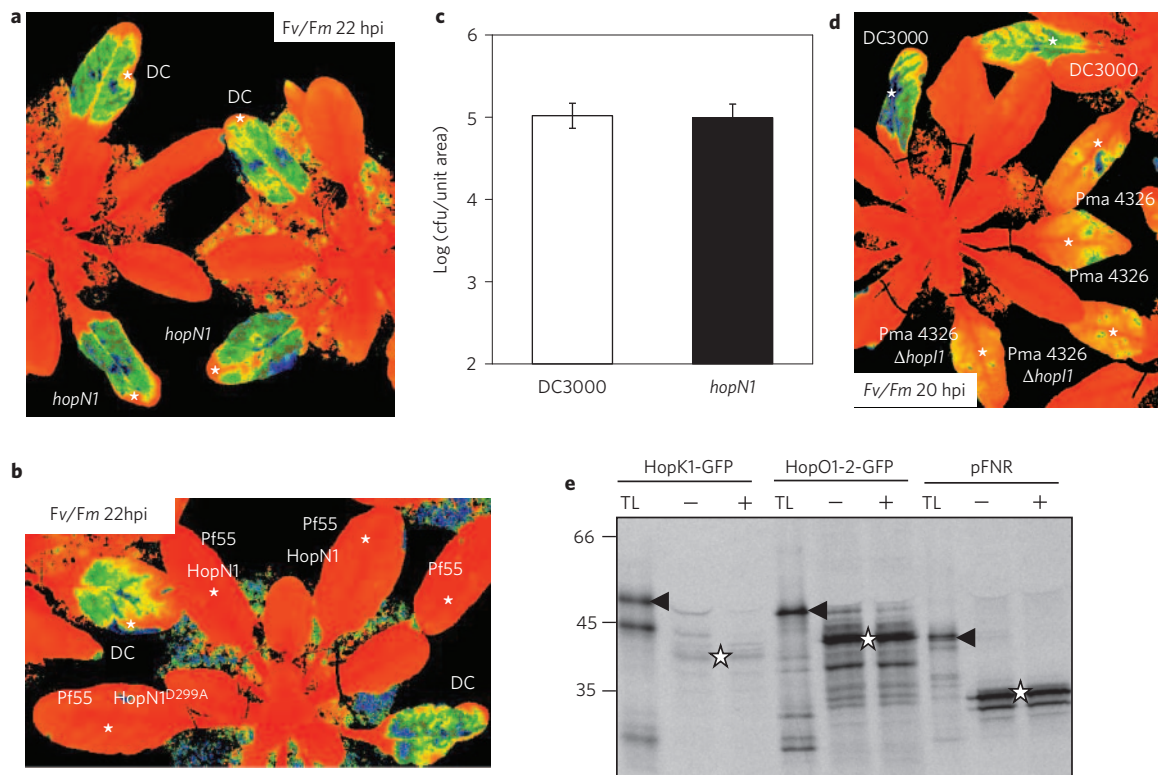 a
Fv/Fm 22 hpi
DC
DC
hopN1
hopN1
b
Fv/Fm 22hpi
Pf55
HopN1
Pf55
HopN1
Pf55
DC
Pf55 HopN1D299A
DC
c
6
5
4
3
2
Log (cfu/unit area)
DC3000
hopN1
d
DC3000
DC3000
Pma 4326
Pma 4326
Pma 4326
ΔhopI1
Pma 4326
ΔhopI1
Fv/Fm 20 hpi
e
HopK1-GFP HopO1-2-GFP pFNR
TL – + TL – + TL – +
66
45
35